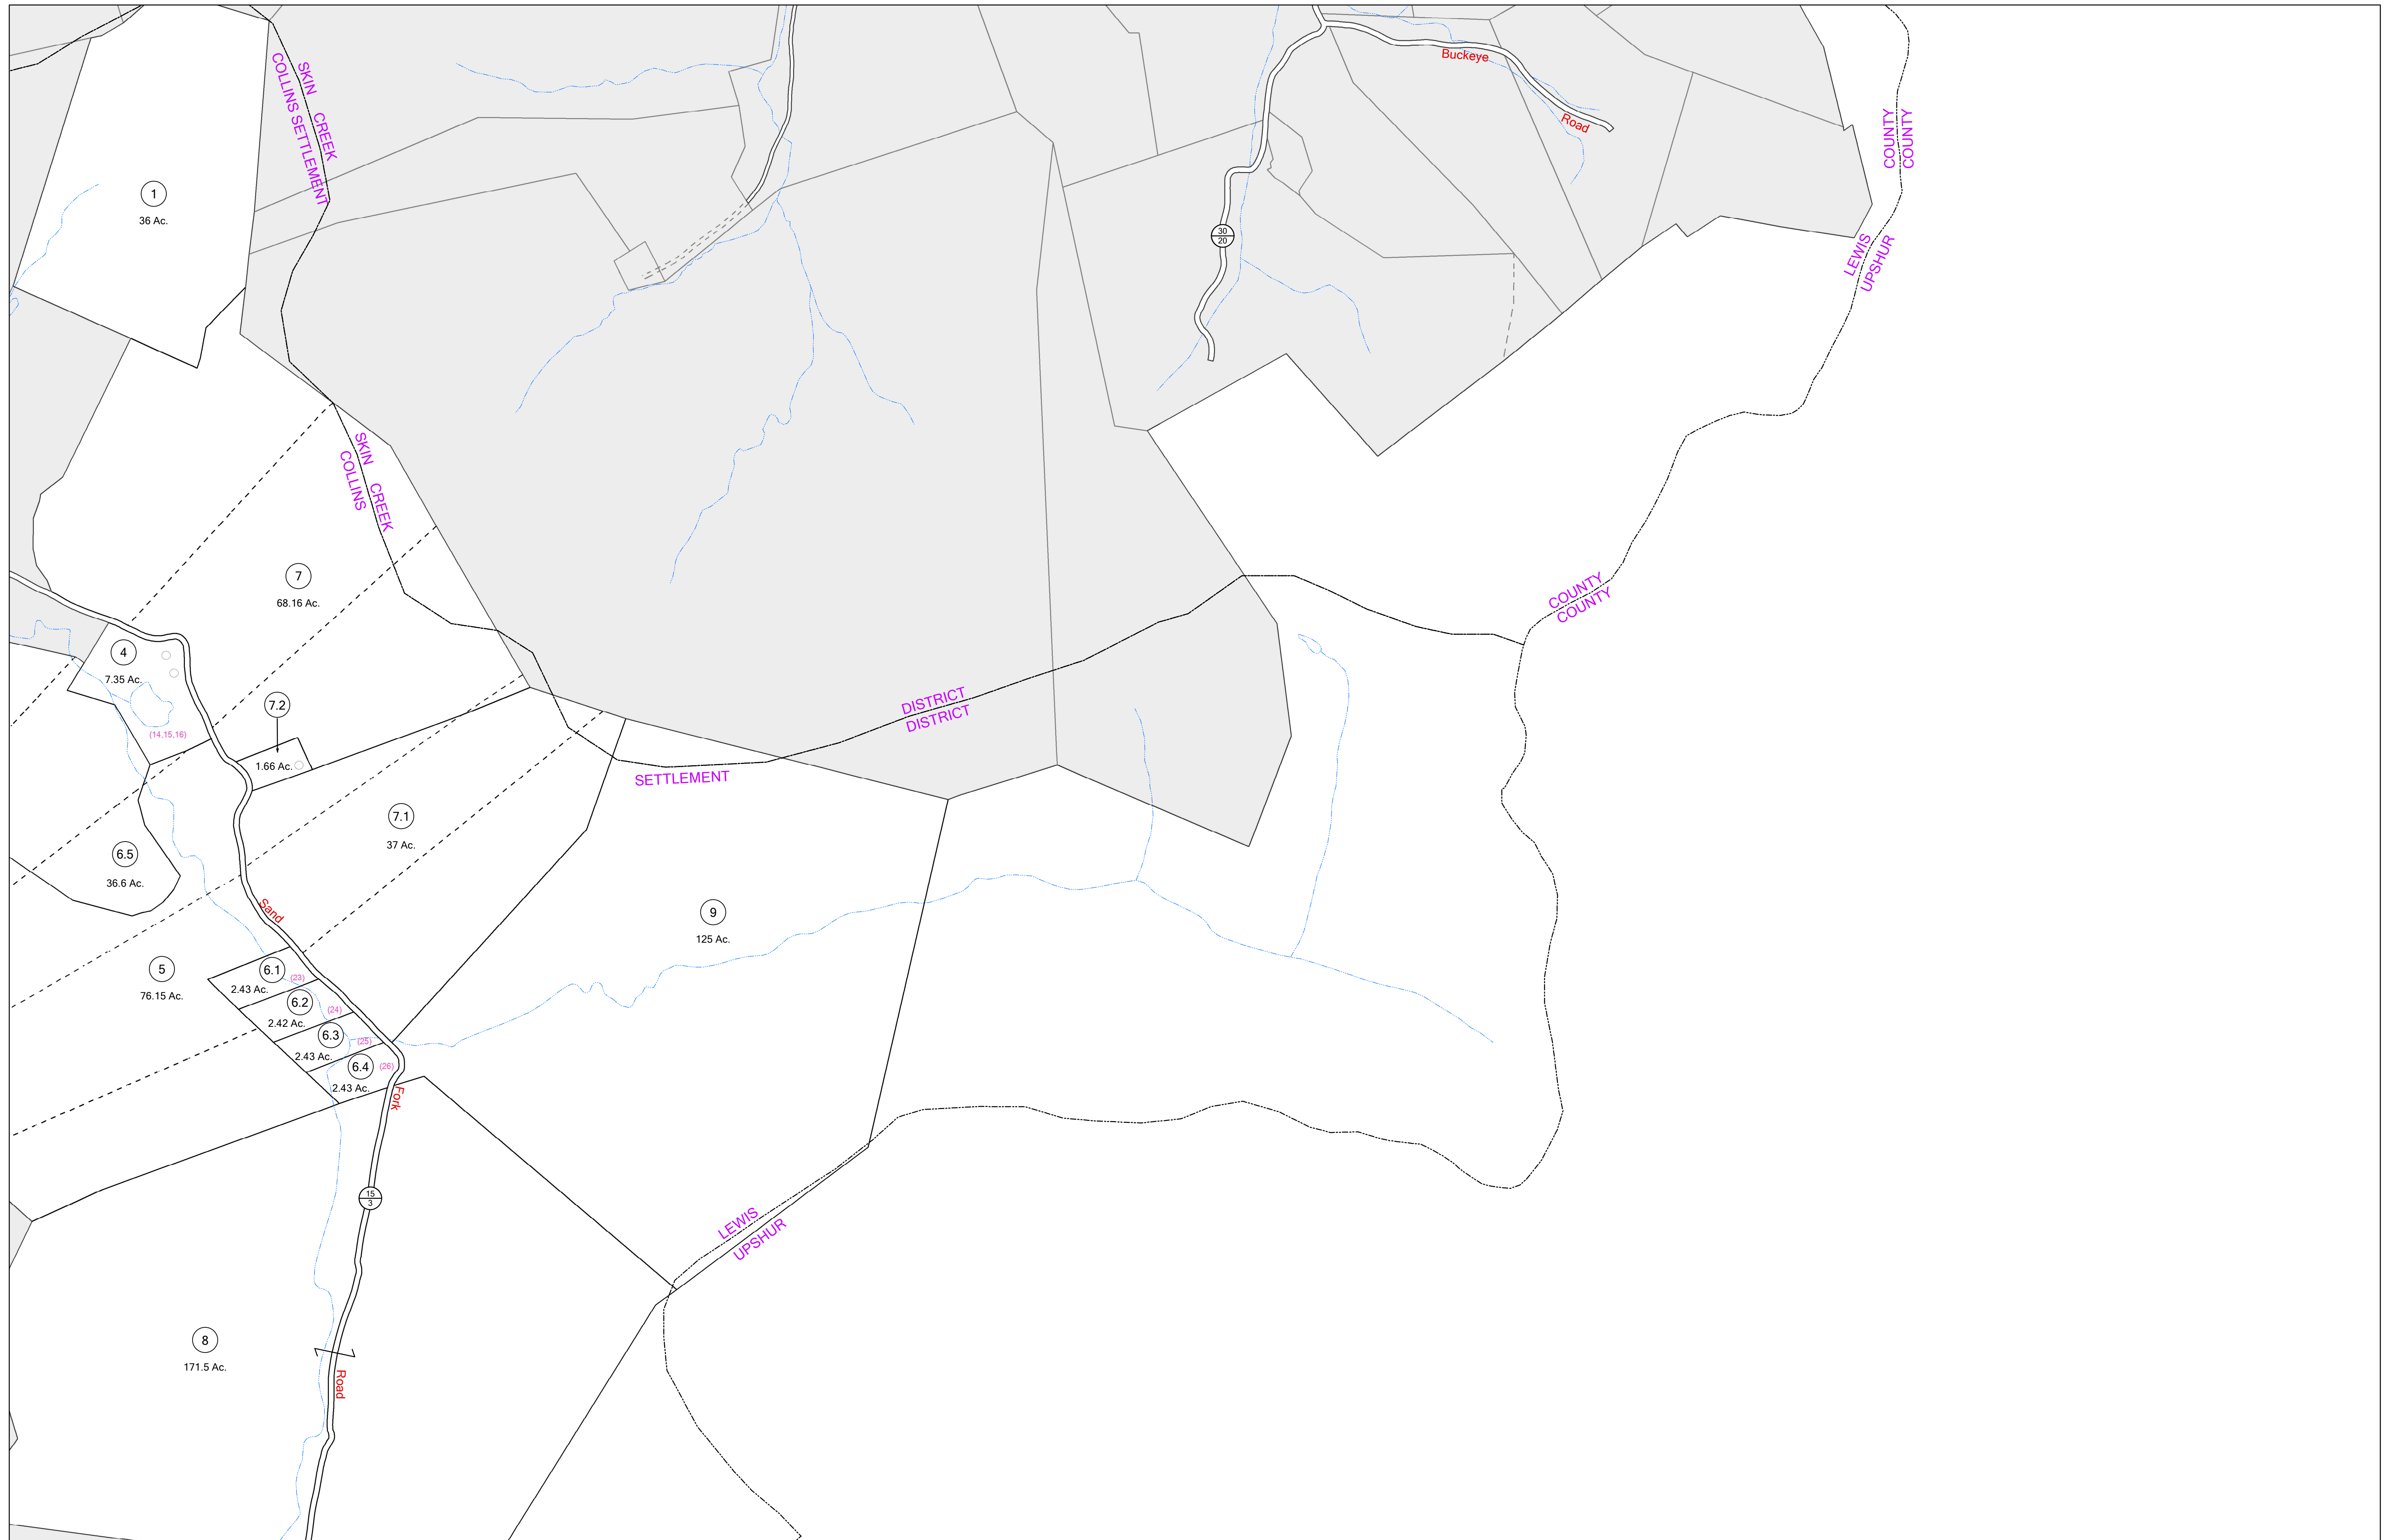 Buckeye
Road
SKIN CREEK
COLLINS SETTLEMENT
COUNTY
COUNTY
1
36 Ac.
30
20
LEWIS
UPSHUR
SKIN CREEK
COLLINS
7
68.16 Ac.
COUNTY
COUNTY
4
7.35 Ac.
7.2
(14,15,16)
1.66 Ac.
DISTRICT
DISTRICT
SETTLEMENT
7.1
37 Ac.
6.5
36.6 Ac.
Sand
9
125 Ac.
5
76.15 Ac.
6.1
(23)
2.43 Ac.
6.2
(24)
2.42 Ac.
6.3
(25)
2.43 Ac.
6.4
(26)
2.43 Ac.
Fork
15
3
LEWIS
UPSHUR
8
171.5 Ac.
Road